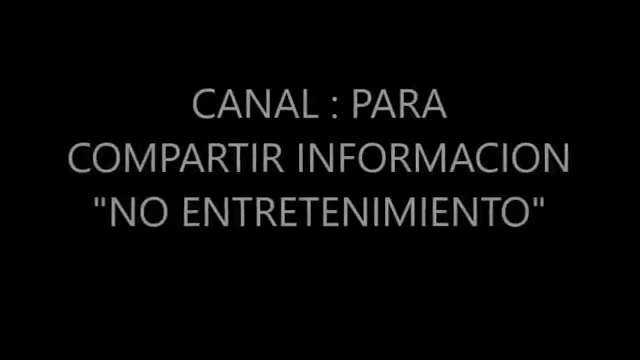 CANAL : PARA
COMPARTIR INFORMACION
"NO ENTRETENIMIENTO"